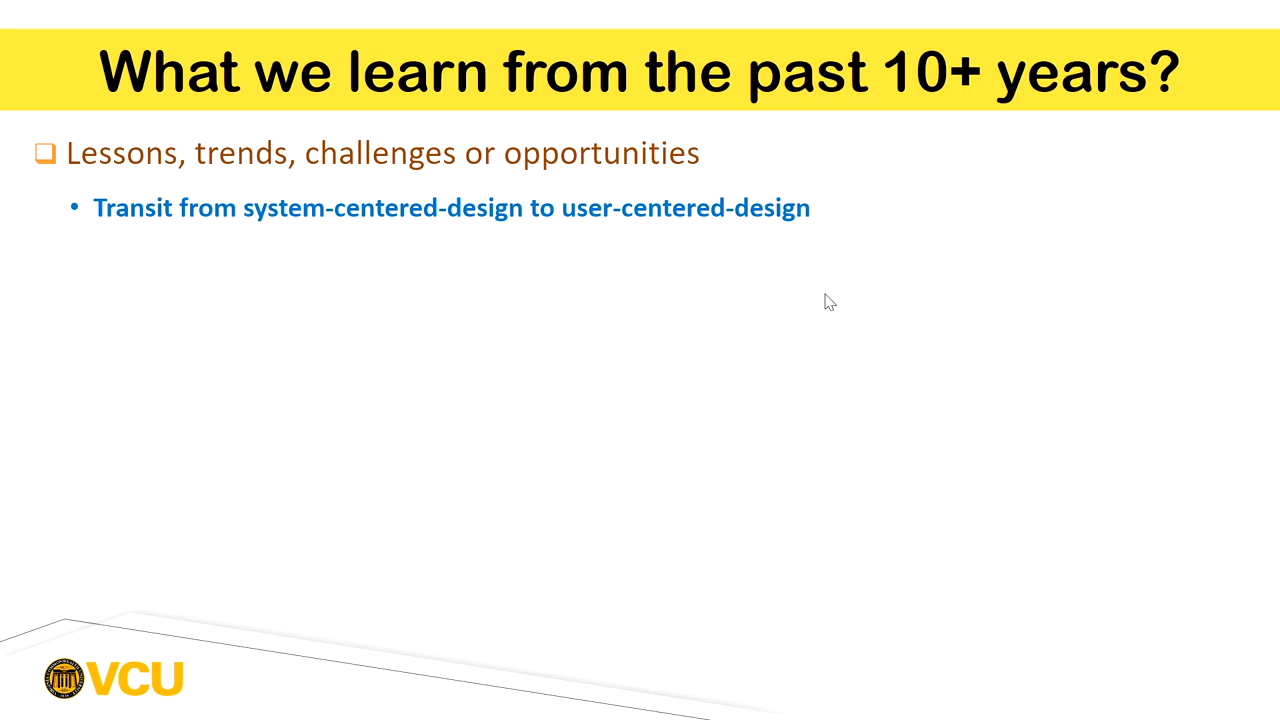 What we learn from the past 10+ years?
Lessons, trends, challenges or opportunities
Transit from system-centered-design to user-centered-design
VCU